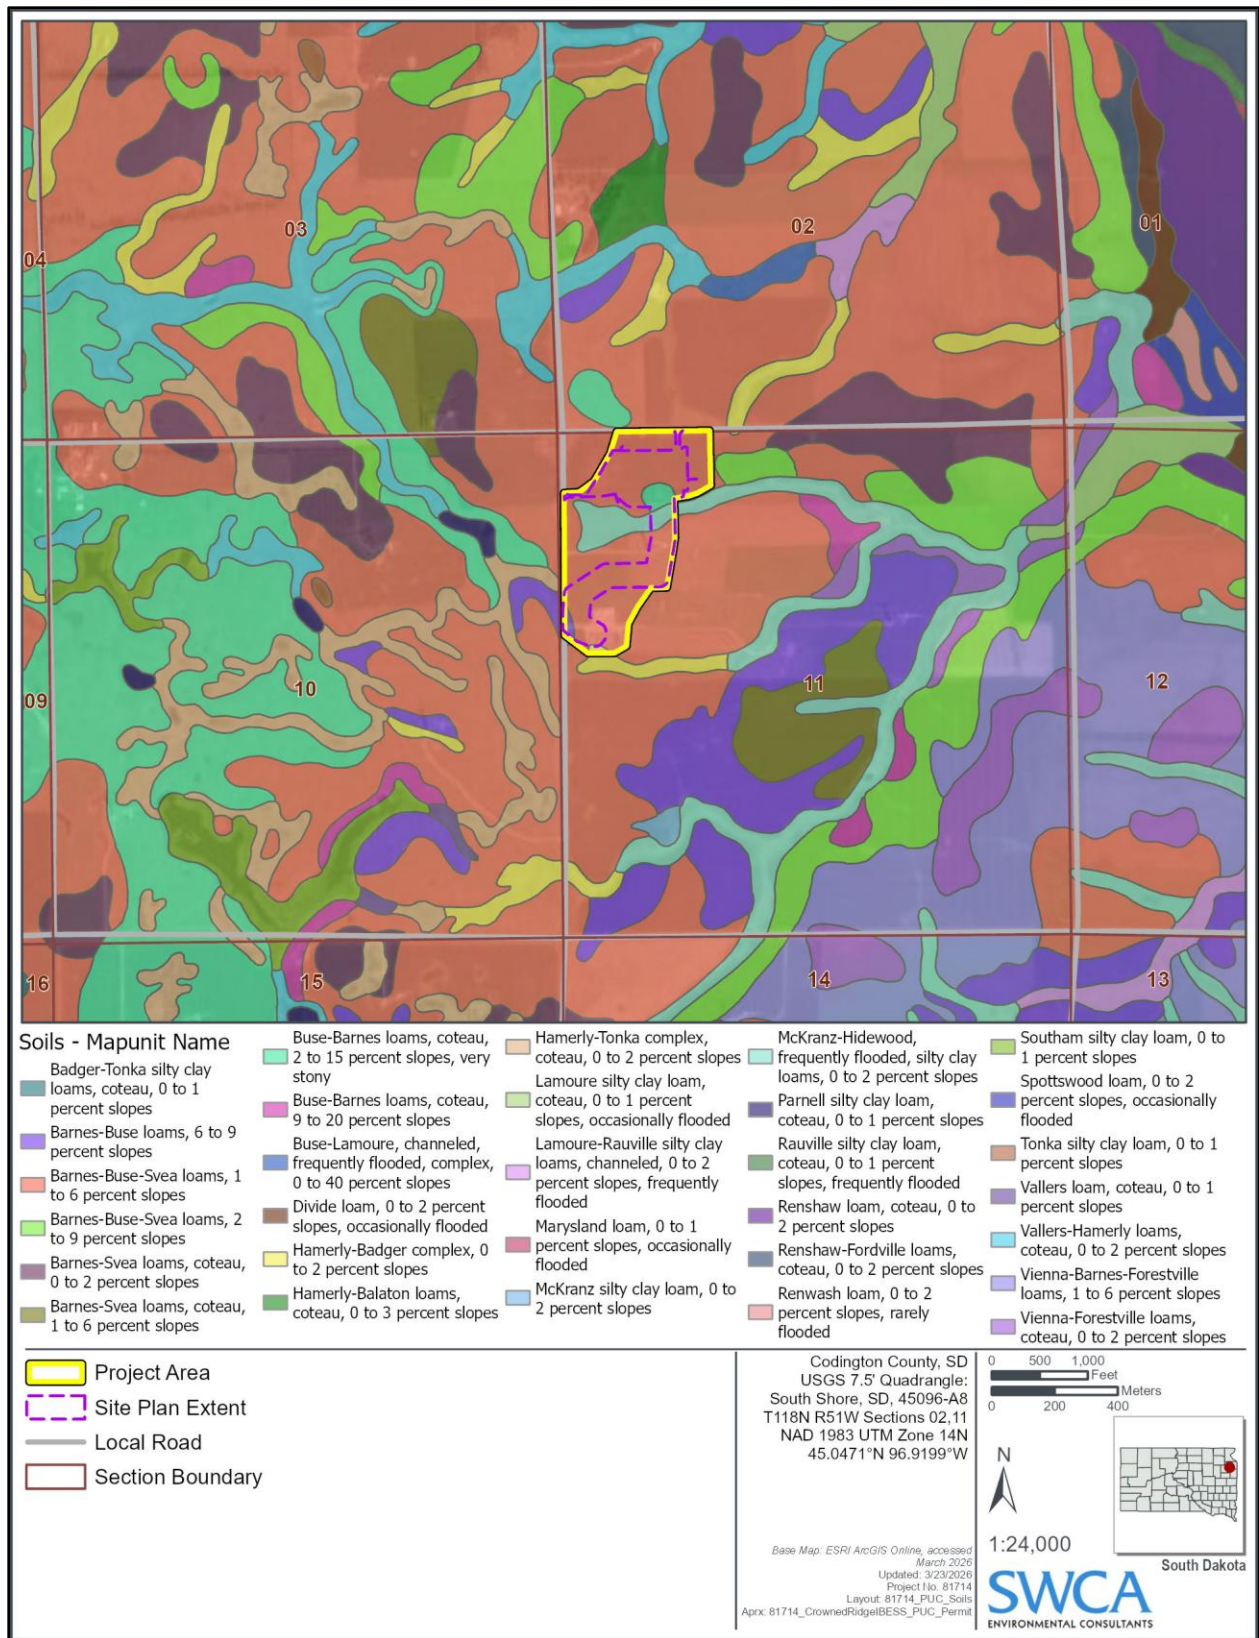 03
02
01
04
10
11
12
09
16
15
14
13
Soils - Mapunit Name
Badger-Tonka silty clay
loams, coteau, 0 to 1
percent slopes
Barnes-Buse loams, 6 to 9
percent slopes
Barnes-Buse-Svea loams, 1
to 6 percent slopes
Barnes-Buse-Svea loams, 2
to 9 percent slopes
Barnes-Svea loams, coteau,
0 to 2 percent slopes
Barnes-Svea loams, coteau,
1 to 6 percent slopes
Buse-Barnes loams, coteau,
2 to 15 percent slopes, very
stony
Buse-Barnes loams, coteau,
9 to 20 percent slopes
Buse-Lamoure, channeled,
frequently flooded, complex,
0 to 40 percent slopes
Divide loam, 0 to 2 percent
slopes, occasionally flooded
Hamerly-Badger complex, 0
to 2 percent slopes
Hamerly-Balaton loams,
coteau, 0 to 3 percent slopes
Hamerly-Tonka complex,
coteau, 0 to 2 percent slopes
Lamoure silty clay loam,
coteau, 0 to 1 percent
slopes, occasionally flooded
Lamoure-Rauville silty clay
loams, channeled, 0 to 2
percent slopes, frequently
flooded
Marysland loam, 0 to 1
percent slopes, occasionally
flooded
McKranz silty clay loam, 0 to
2 percent slopes
McKranz-Hidewood,
frequently flooded, silty clay
loams, 0 to 2 percent slopes
Parnell silty clay loam,
coteau, 0 to 1 percent slopes
Rauville silty clay loam,
coteau, 0 to 1 percent
slopes, frequently flooded
Renshaw loam, coteau, 0 to
2 percent slopes
Renshaw-Fordville loams,
coteau, 0 to 2 percent slopes
Renwash loam, 0 to 2
percent slopes, rarely
flooded
Southam silty clay loam, 0 to
1 percent slopes
Spottswood loam, 0 to 2
percent slopes, occasionally
flooded
Tonka silty clay loam, 0 to 1
percent slopes
Vallers loam, coteau, 0 to 1
percent slopes
Vallers-Hamerly loams,
coteau, 0 to 2 percent slopes
Vienna-Barnes-Forestville
loams, 1 to 6 percent slopes
Vienna-Forestville loams,
coteau, 0 to 2 percent slopes
Project Area
Site Plan Extent
Local Road
Section Boundary
Codington County, SD
USGS 7.5' Quadrangle:
South Shore, SD, 45096-A8
T118N R51W Sections 02,11
NAD 1983 UTM Zone 14N
45.0471°N 96.9199°W
Base Map: ESRI ArcGIS Online, accessed
March 2026
Updated: 3/23/2026
Project No. 81714
Layout: 81714_PUC_Soils
Aprx: 81714_CrownedRidgeIBESS_PUC_Permit
0 500 1,000
Feet
Meters
0 200 400
N
1:24,000
South Dakota
SWCA
ENVIRONMENTAL CONSULTANTS